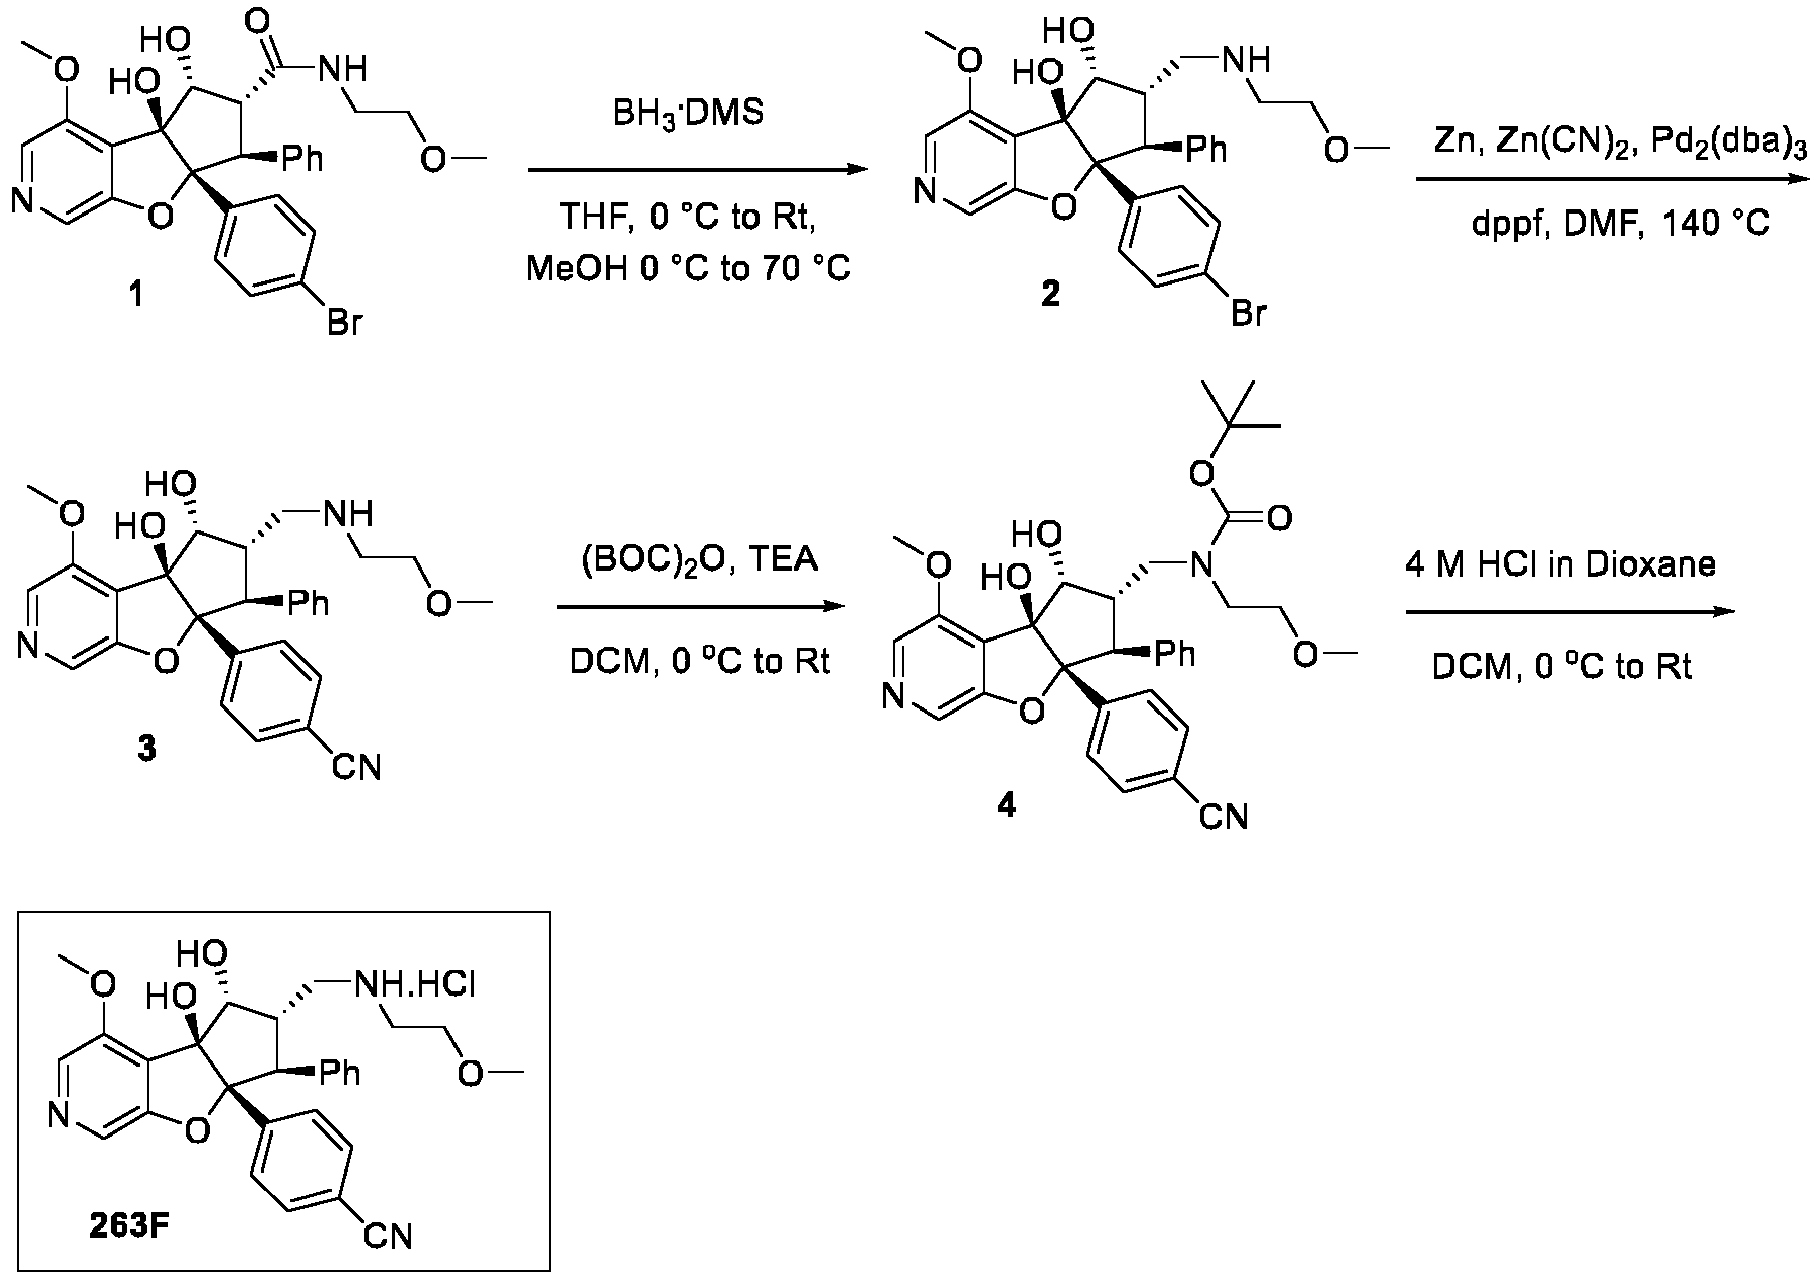 O
HO
O
HO
NH
BH3·DMS
O
Ph
N
O
THF, 0 °C to Rt,
MeOH 0 °C to 70 °C
1
Br
HO
O
HO
NH
Zn, Zn(CN)2, Pd2(dba)3
O
Ph
N
O
dppf, DMF, 140 °C
2
Br
HO
O
HO
NH
(BOC)2O, TEA
O
Ph
N
O
DCM, 0 oC to Rt
3
CN
O
O
HO
O
HO
N
4 M HCl in Dioxane
O
Ph
N
O
DCM, 0 oC to Rt
4
CN
HO
O
HO
NH.HCl
O
Ph
N
O
263F
CN